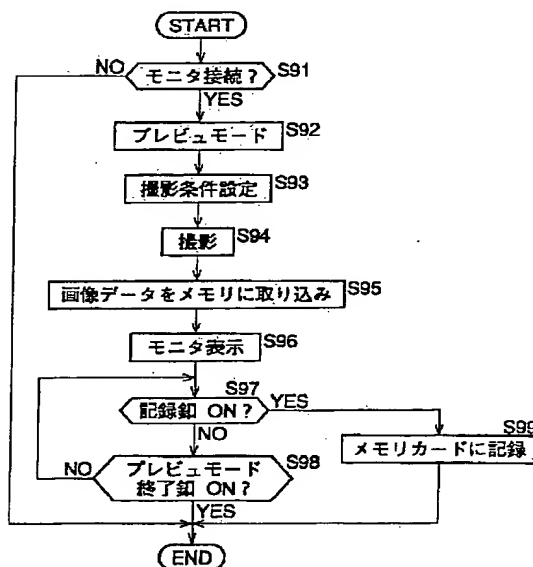 START
NO
モニタ接続?
S91
YES
プレビュモード
S92
撮影条件設定
S93
撮影
S94
画像データをメモリに取り込み
S95
モニタ表示
S96
S97
記録釦 ON?
YES
NO
S99
メモリカードに記録
NO
プレビュモード
終了釦 ON?
S98
YES
END